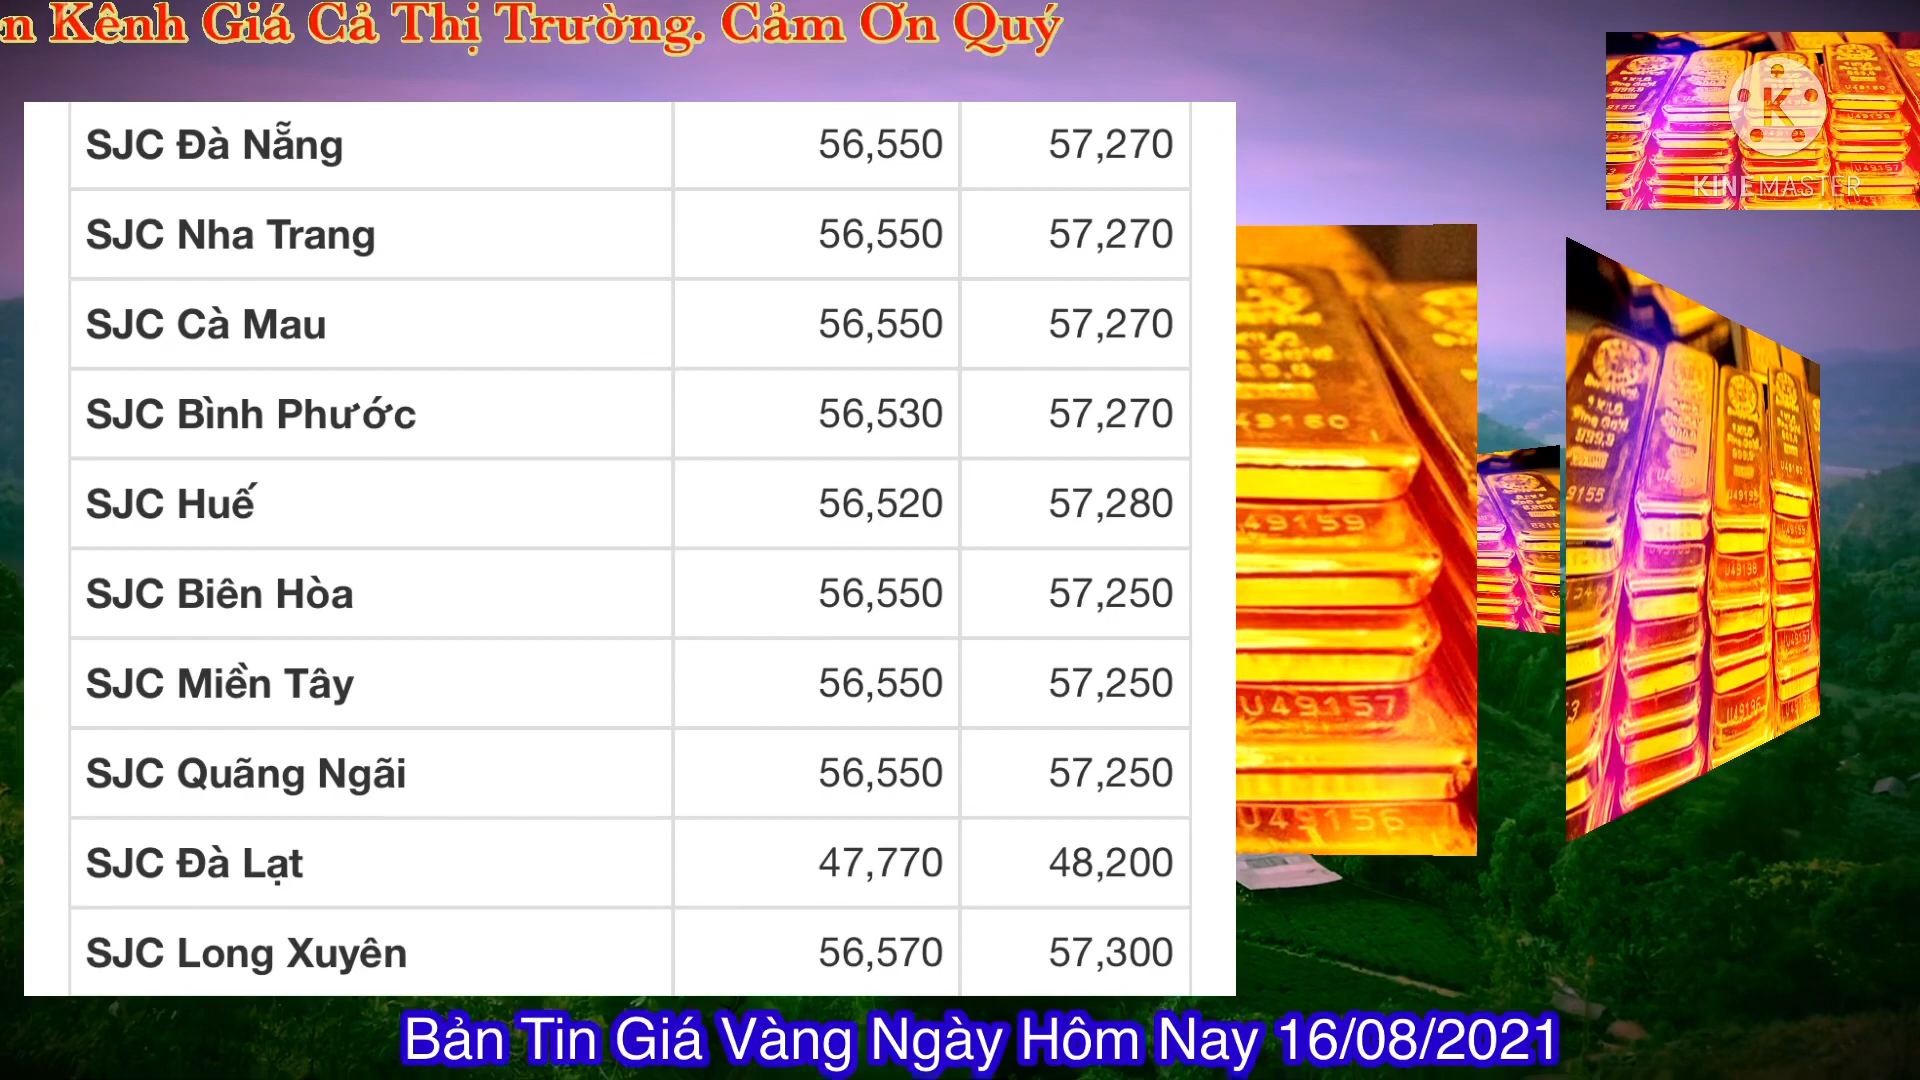 n Kênh Giá Cả Thị Trường. Cảm Ơn Quý
KINEMASTER
SJC Đà Nẵng 56,550 57,270
SJC Nha Trang 56,550 57,270
SJC Cà Mau 56,550 57,270
SJC Bình Phước 56,530 57,270
SJC Huế 56,520 57,280
SJC Biên Hòa 56,550 57,250
SJC Miền Tây 56,550 57,250
SJC Quãng Ngãi 56,550 57,250
SJC Đà Lạt 47,770 48,200
SJC Long Xuyên 56,570 57,300
49160
49159
U49157
U49156
Bản Tin Giá Vàng Ngày Hôm Nay 16/08/2021